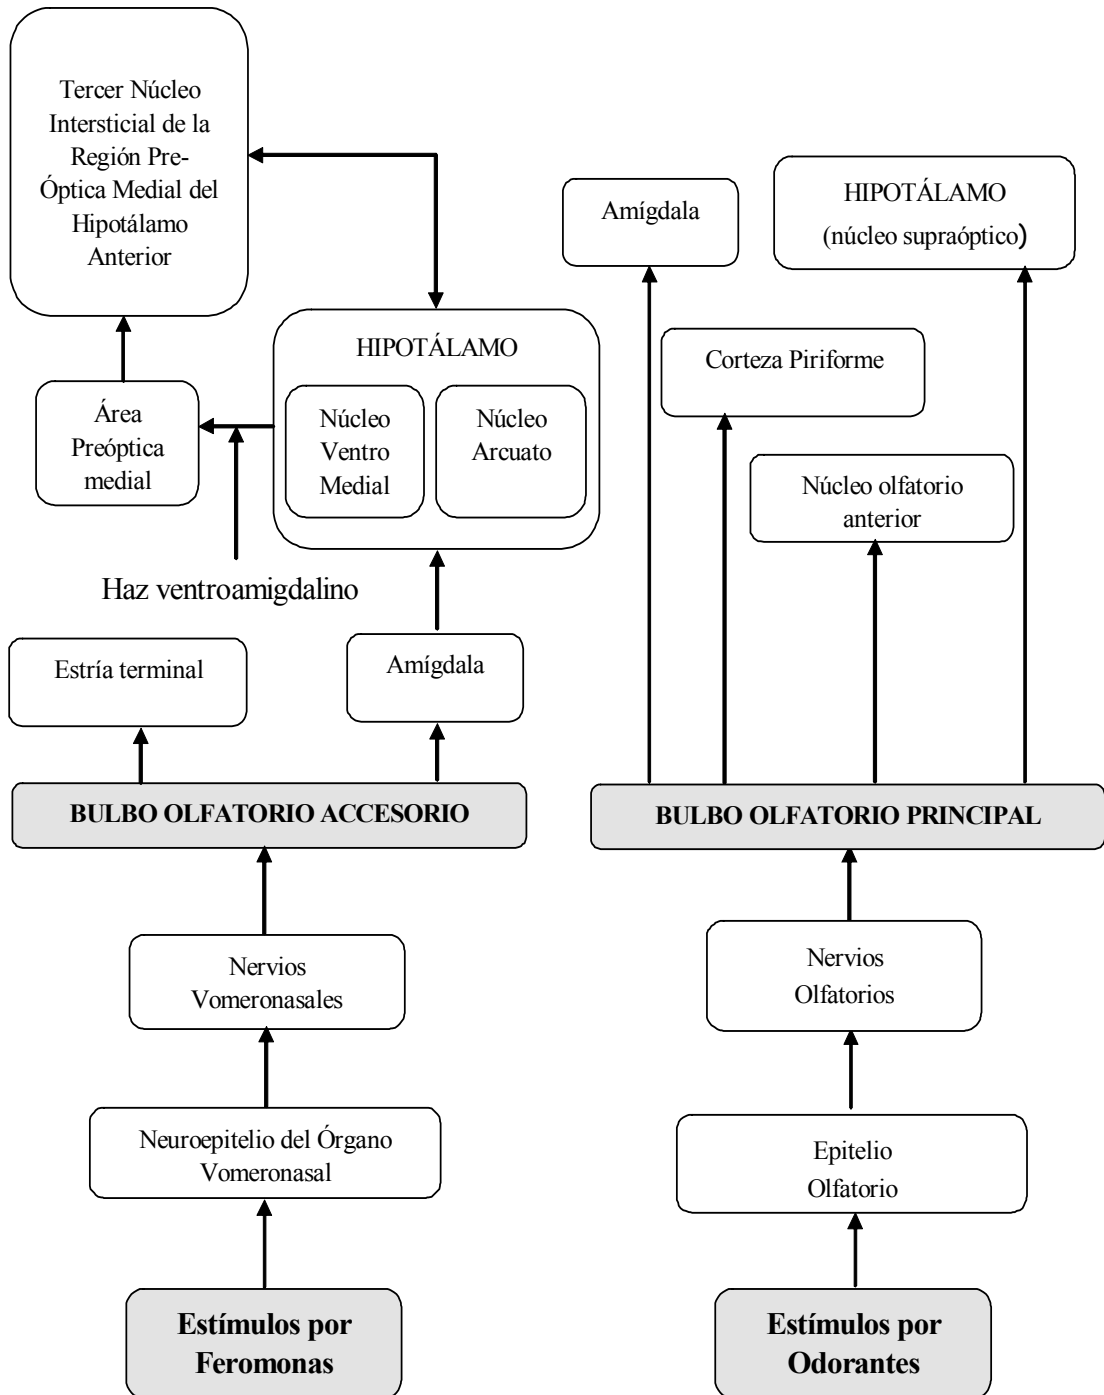 Tercer Núcleo
Intersticial de la
Región Pre-
Óptica Medial del
Hipotálamo
Anterior
HIPOTÁLAMO
Núcleo
Ventro
Medial
Núcleo
Arcuato
Área
Preóptica
medial
Haz ventroamigdalino
Estría terminal
Amígdala
BULBO OLFATORIO ACCESORIO
Nervios
Vomeronasales
Neuroepitelio del Órgano
Vomeronasal
Estímulos por
Feromonas
Amígdala
HIPOTÁLAMO
(núcleo supraóptico)
Corteza Piriforme
Núcleo olfatorio
anterior
BULBO OLFATORIO PRINCIPAL
Nervios
Olfatorios
Epitelio
Olfatorio
Estímulos por
Odorantes